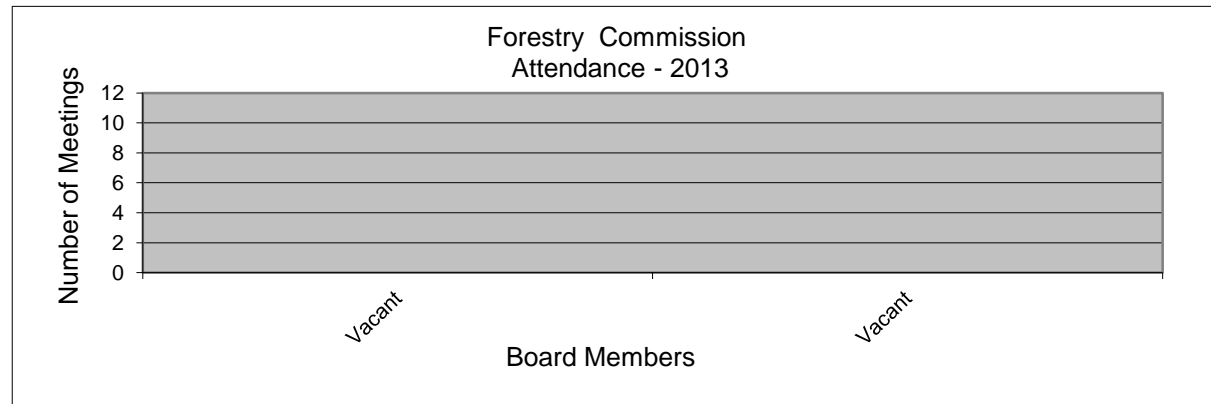 Forestry  Commission
Attendance - 2013
Number of Meetings
12
10
8
6
4
2
0
Vacant
Vacant
Board Members